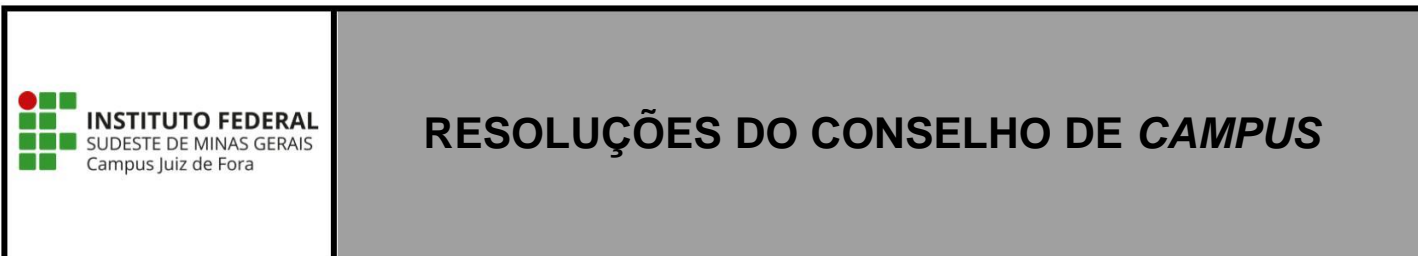 INSTITUTO FEDERAL
SUDESTE DE MINAS GERAIS
Campus Juiz de Fora
RESOLUÇÕES DO CONSELHO DE CAMPUS